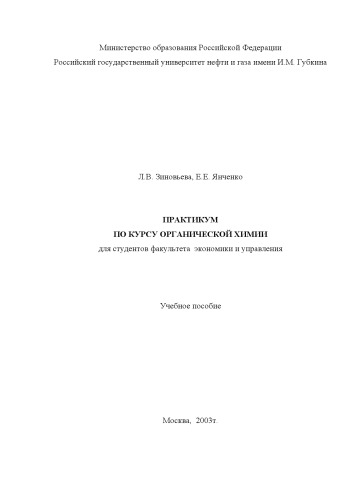 Министерство образования Российской Федерации
Российский государственный университет нефти и газа имени И.М. Губкина
Л.В. Зиновьева, Е.Е. Янченко
ПРАКТИКУМ
ПО КУРСУ ОРГАНИЧЕСКОЙ ХИМИИ
для студентов факультета экономики и управления
Учебное пособие
Москва, 2003г.